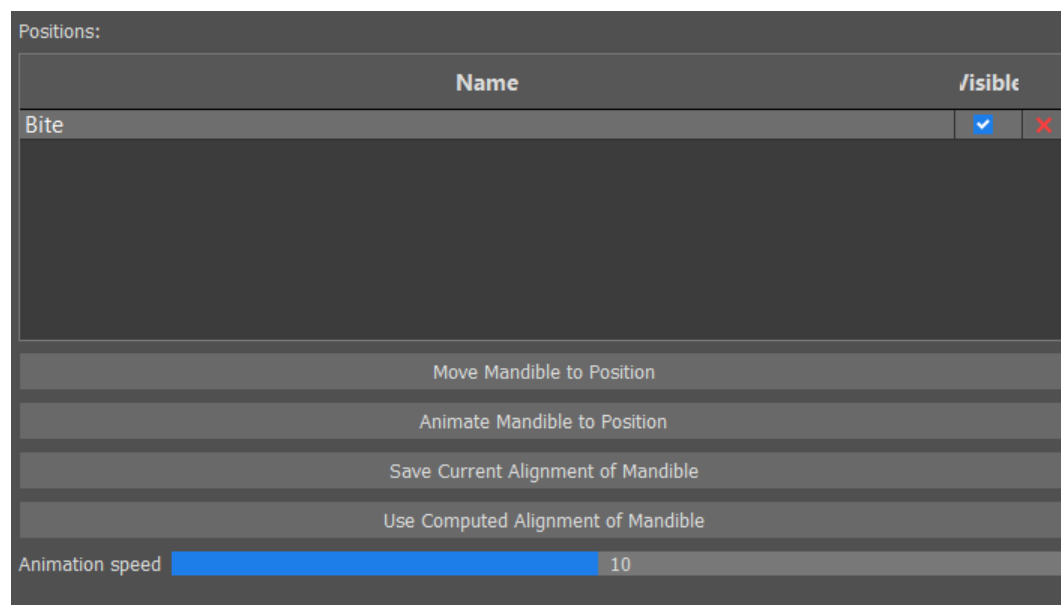 Positions:
Name Visible
Bite
Move Mandible to Position
Animate Mandible to Position
Save Current Alignment of Mandible
Use Computed Alignment of Mandible
Animation speed 10